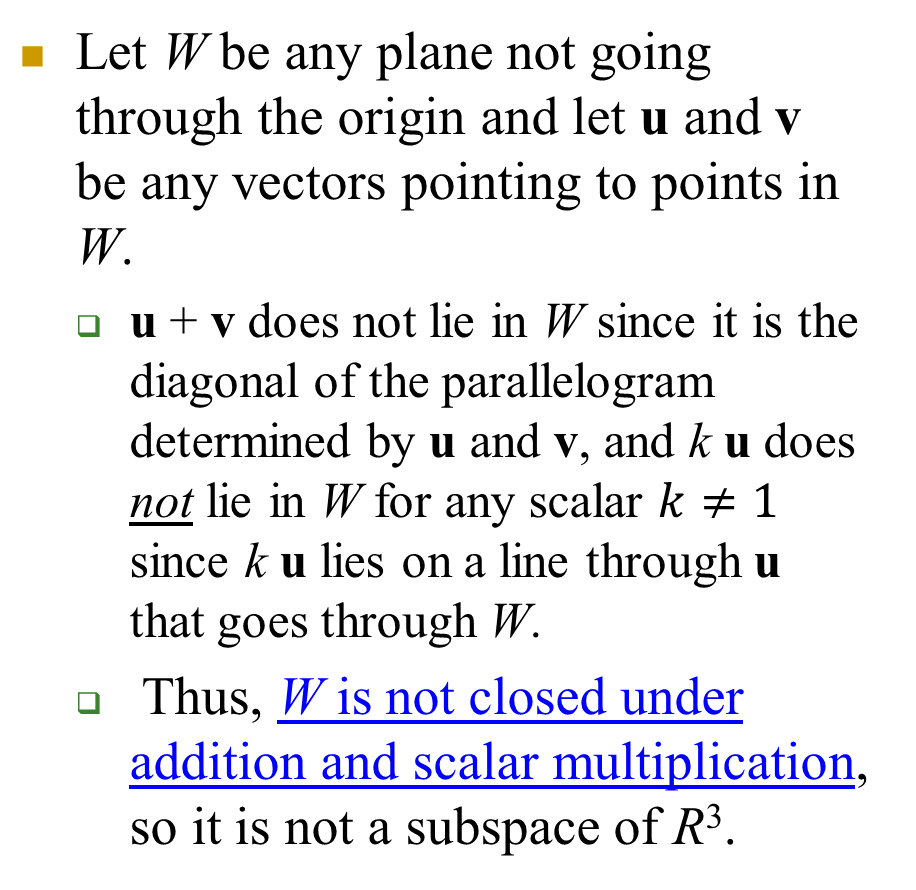 Let W be any plane not going
through the origin and let u and v
be any vectors pointing to points in
W.
u + v does not lie in W since it is the
diagonal of the parallelogram
determined by u and v, and k u does
not lie in W for any scalar k ≠ 1
since k u lies on a line through u
that goes through W.
Thus, W is not closed under
addition and scalar multiplication,
so it is not a subspace of R³.